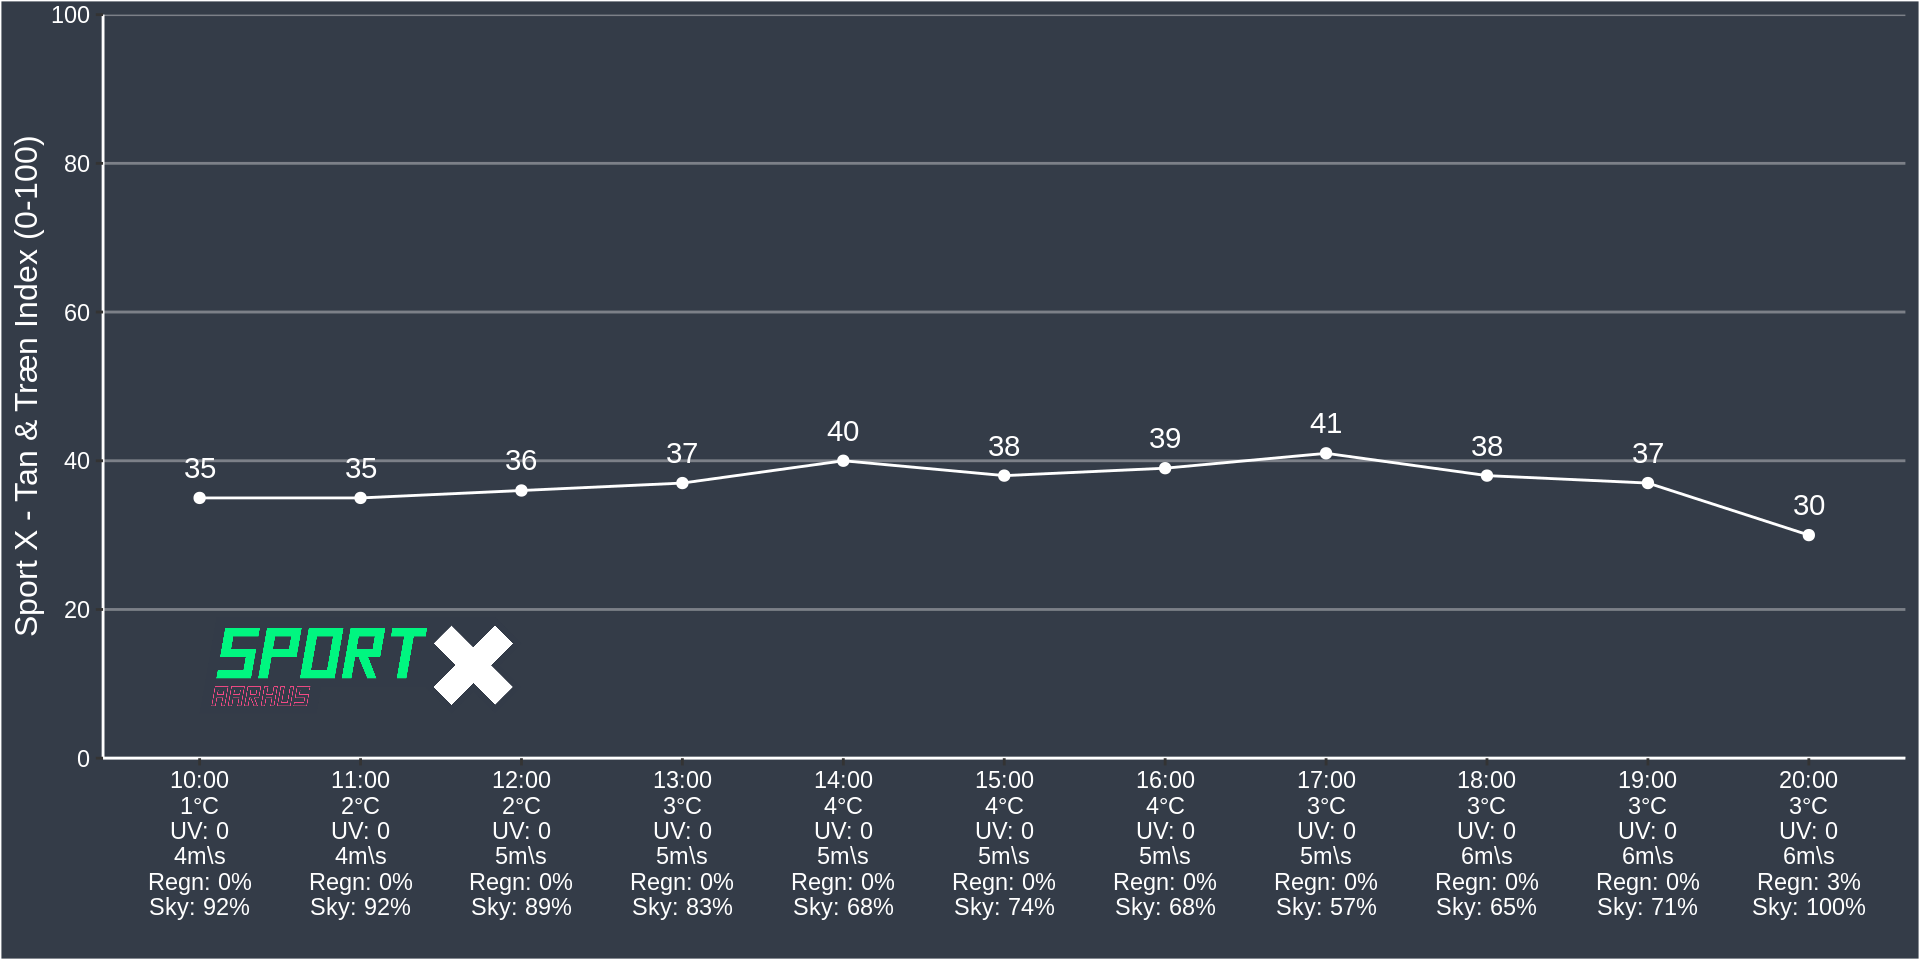 Sport X - Tan & Træn Index (0-100)
100
80
60
40
20
0
35
35
36
37
40
38
39
41
38
37
30
SPORT X
AARHUS
10:00 11:00 12:00 13:00 14:00 15:00 16:00 17:00 18:00 19:00 20:00
1°C 2°C 2°C 3°C 4°C 4°C 4°C 3°C 3°C 3°C 3°C
UV: 0 UV: 0 UV: 0 UV: 0 UV: 0 UV: 0 UV: 0 UV: 0 UV: 0 UV: 0 UV: 0
4m\s 4m\s 5m\s 5m\s 5m\s 5m\s 5m\s 5m\s 6m\s 6m\s 6m\s
Regn: 0% Regn: 0% Regn: 0% Regn: 0% Regn: 0% Regn: 0% Regn: 0% Regn: 0% Regn: 0% Regn: 0% Regn: 3%
Sky: 92% Sky: 92% Sky: 89% Sky: 83% Sky: 68% Sky: 74% Sky: 68% Sky: 57% Sky: 65% Sky: 71% Sky: 100%